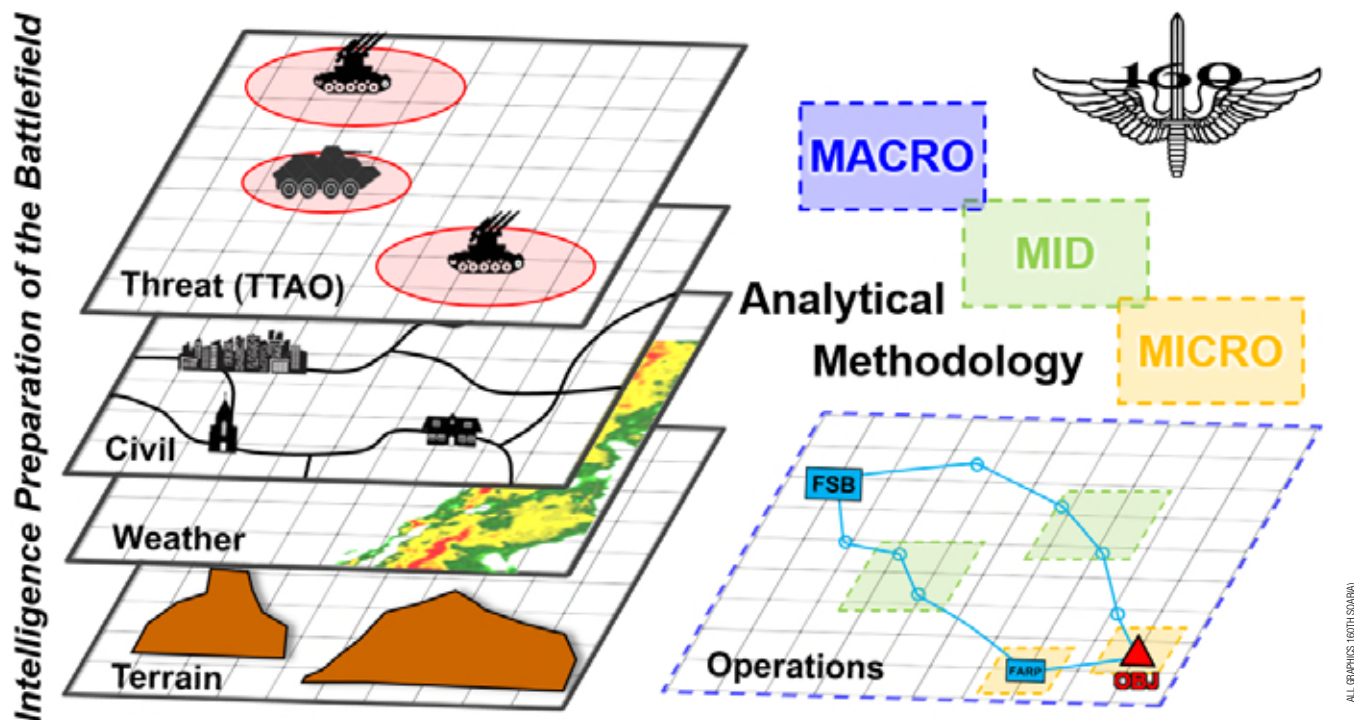 Intelligence Preparation of the Battlefield
Threat (TTAO)
Civil
Weather
Terrain
160
MACRO
MID
MICRO
Analytical
Methodology
FSB
FARP
OBJ
Operations
ALL GRAPHICS 160TH SOAR(A)